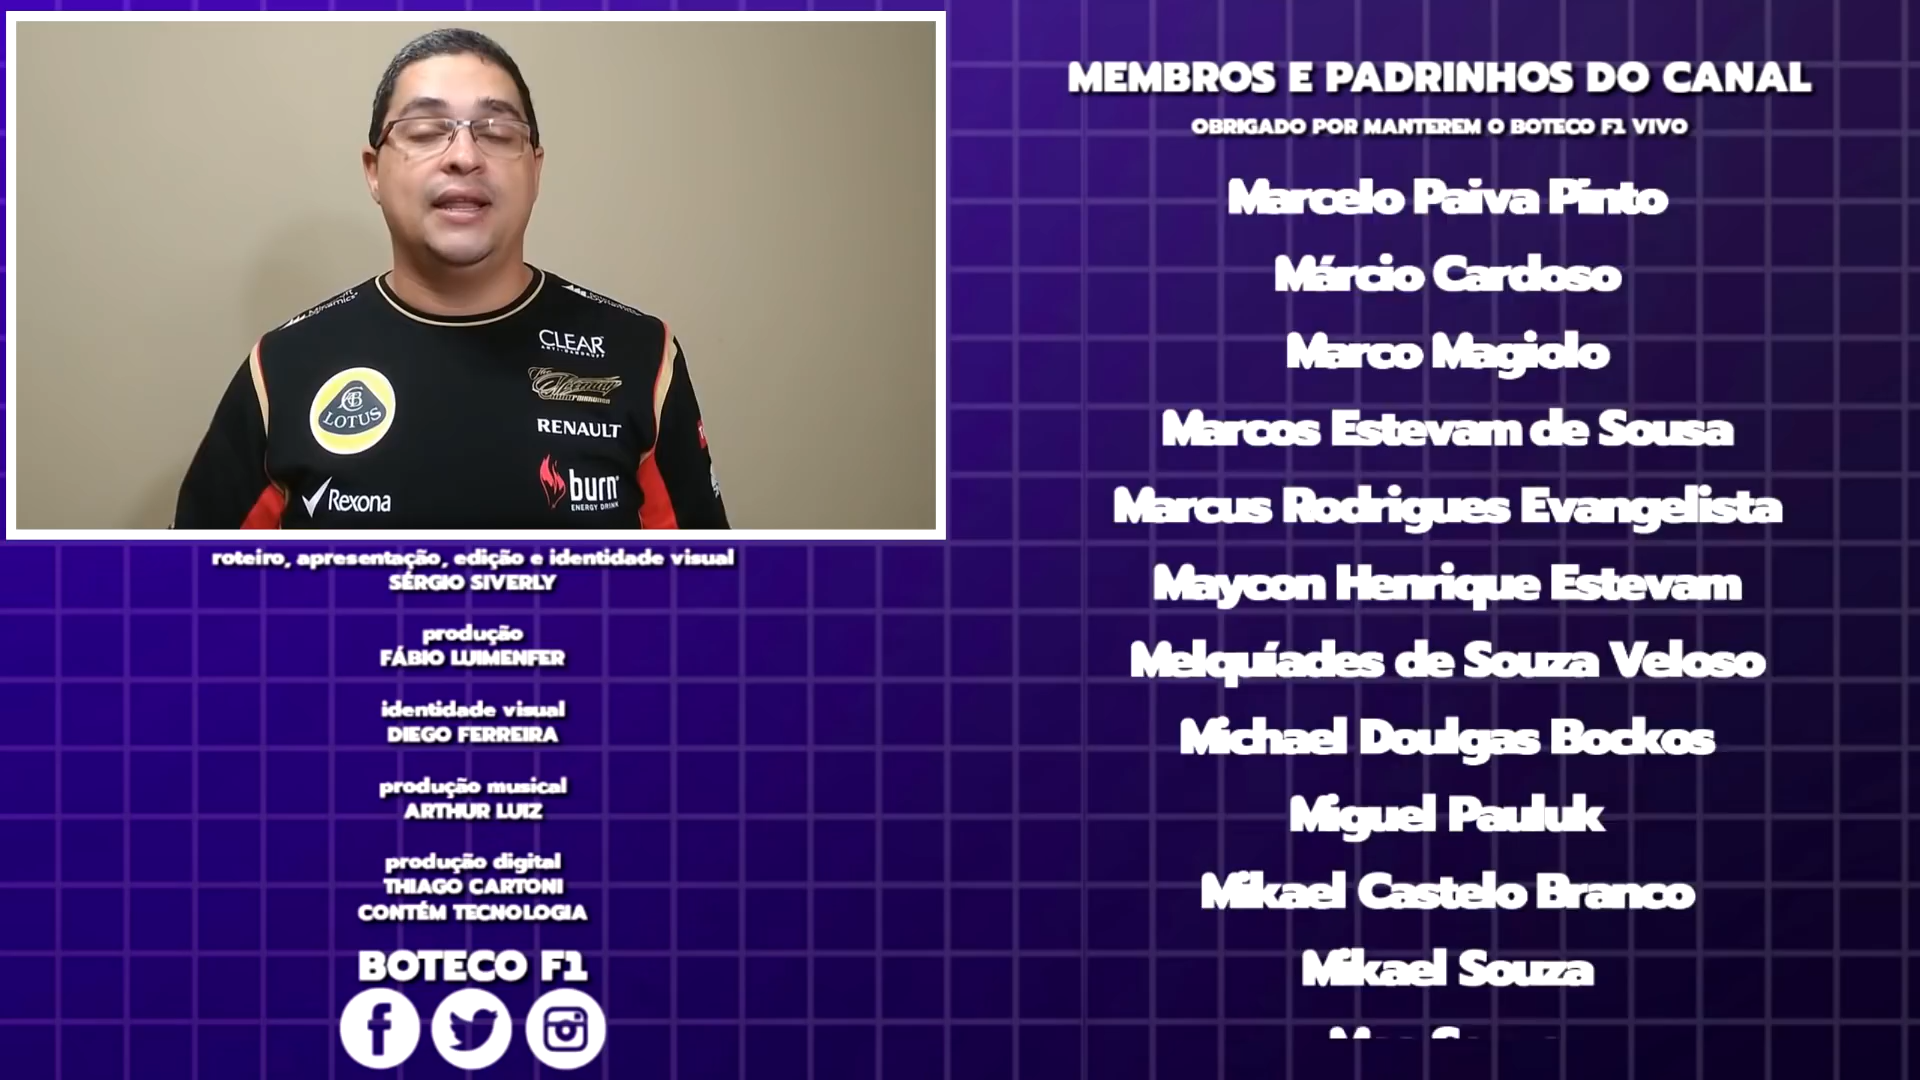 CLEAR
RENAULT
LOTUS
burn
ENERGY DRINK
Rexona
roteiro, apresentação, edição e identidade visual
SÉRGIO SIVERLY
produção
FÁBIO LUIMENFER
identidade visual
DIEGO FERREIRA
produção musical
ARTHUR LUIZ
produção digital
THIAGO CARTONI
CONTÉM TECNOLOGIA
BOTECO F1
MEMBROS E PADRINHOS DO CANAL
OBRIGADO POR MANTEREM O BOTECO F1 VIVO
Marcelo Paiva Pinto
Márcio Cardoso
Marco Magiolo
Marcos Estevam de Sousa
Marcus Rodrigues Evangelista
Maycon Henrique Estevam
Melquíades de Souza Veloso
Michael Doulgas Bockos
Miguel Pauluk
Mikael Castelo Branco
Mikael Souza